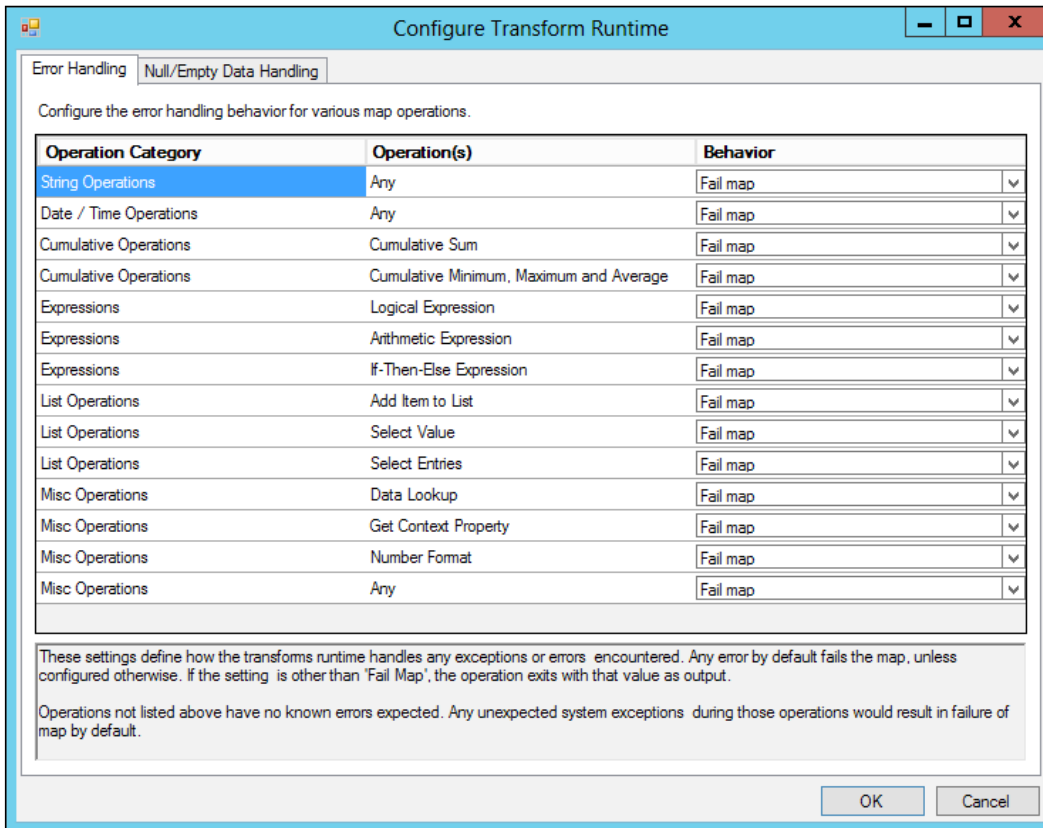 Configure Transform Runtime
Error Handling Null/Empty Data Handling
Configure the error handling behavior for various map operations.
Operation Category Operation(s) Behavior
String Operations Any Fail map
Date / Time Operations Any Fail map
Cumulative Operations Cumulative Sum Fail map
Cumulative Operations Cumulative Minimum, Maximum and Average Fail map
Expressions Logical Expression Fail map
Expressions Arithmetic Expression Fail map
Expressions If-Then-Else Expression Fail map
List Operations Add Item to List Fail map
List Operations Select Value Fail map
List Operations Select Entries Fail map
Misc Operations Data Lookup Fail map
Misc Operations Get Context Property Fail map
Misc Operations Number Format Fail map
Misc Operations Any Fail map
These settings define how the transforms runtime handles any exceptions or errors encountered. Any error by default fails the map, unless
configured otherwise. If the setting is other than 'Fail Map', the operation exits with that value as output.
Operations not listed above have no known errors expected. Any unexpected system exceptions during those operations would result in failure of
map by default.
OK Cancel